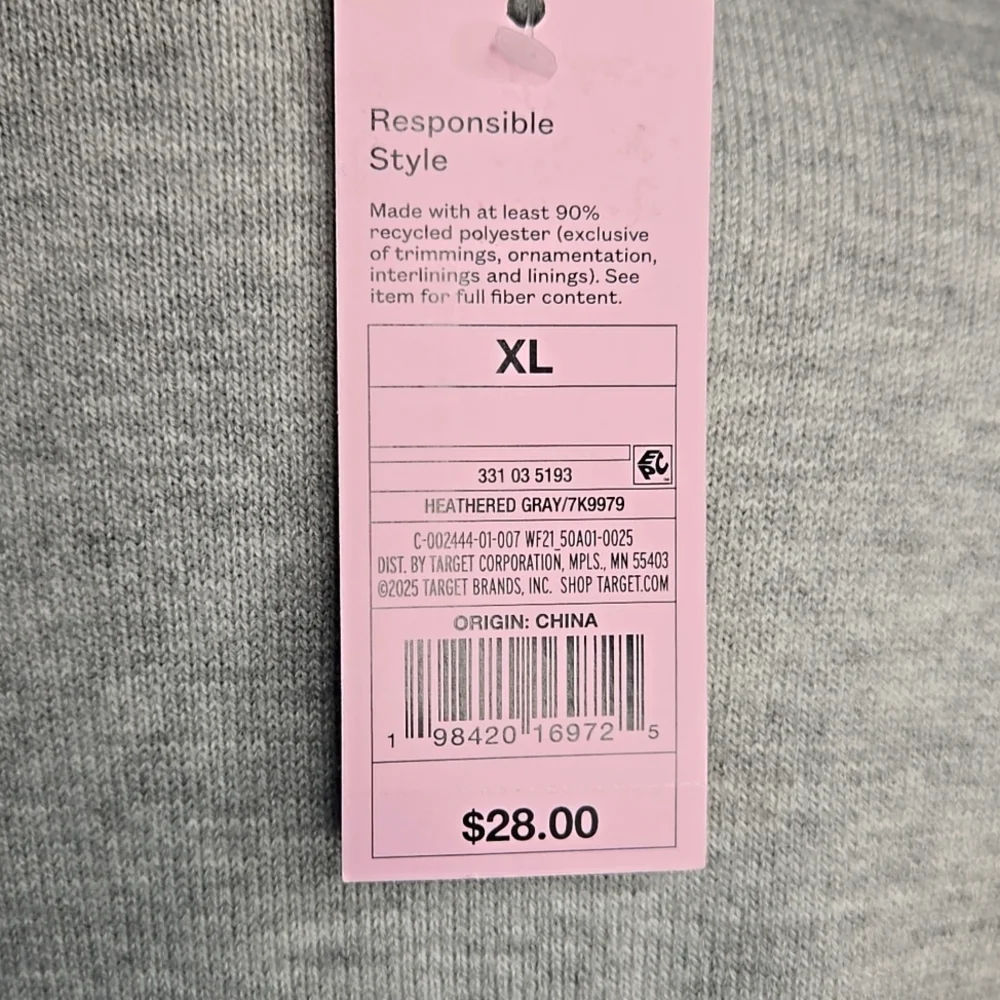 Responsible
Style
Made with at least 90%
recycled polyester (exclusive
of trimmings, ornamentation,
interlinings and linings). See
item for full fiber content.
XL
331 03 5193
HEATHERED GRAY/7K9979
C-002444-01-007 WF21_50A01-0025
DIST. BY TARGET CORPORATION, MPLS., MN 55403
©2025 TARGET BRANDS, INC. SHOP TARGET.COM
ORIGIN: CHINA
1 98420 16972 5
$28.00